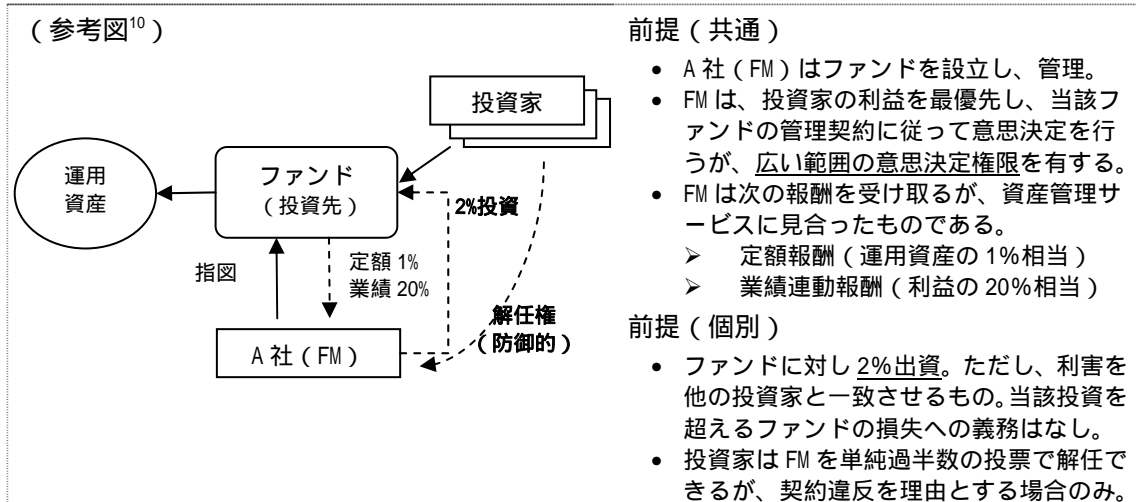 （参考図10）
投資家
運用
資産
ファンド
（投資先）
2%投資
指図
定額 1%
業績 20%
解任権
（防御的）
A 社（FM）
前提（共通）
• A 社（FM）はファンドを設立し、管理。
• FM は、投資家の利益を最優先し、当該フ
ァンドの管理契約に従って意思決定を行
うが、広い範囲の意思決定権限を有する。
• FM は次の報酬を受け取るが、資産管理サ
ービスに見合ったものである。
➢ 定額報酬（運用資産の 1%相当）
➢ 業績連動報酬（利益の 20%相当）
前提（個別）
• ファンドに対し 2%出資。ただし、利害を
他の投資家と一致させるもの。当該投資を
超えるファンドの損失への義務はなし。
• 投資家は FM を単純過半数の投票で解任で
きるが、契約違反を理由とする場合のみ。